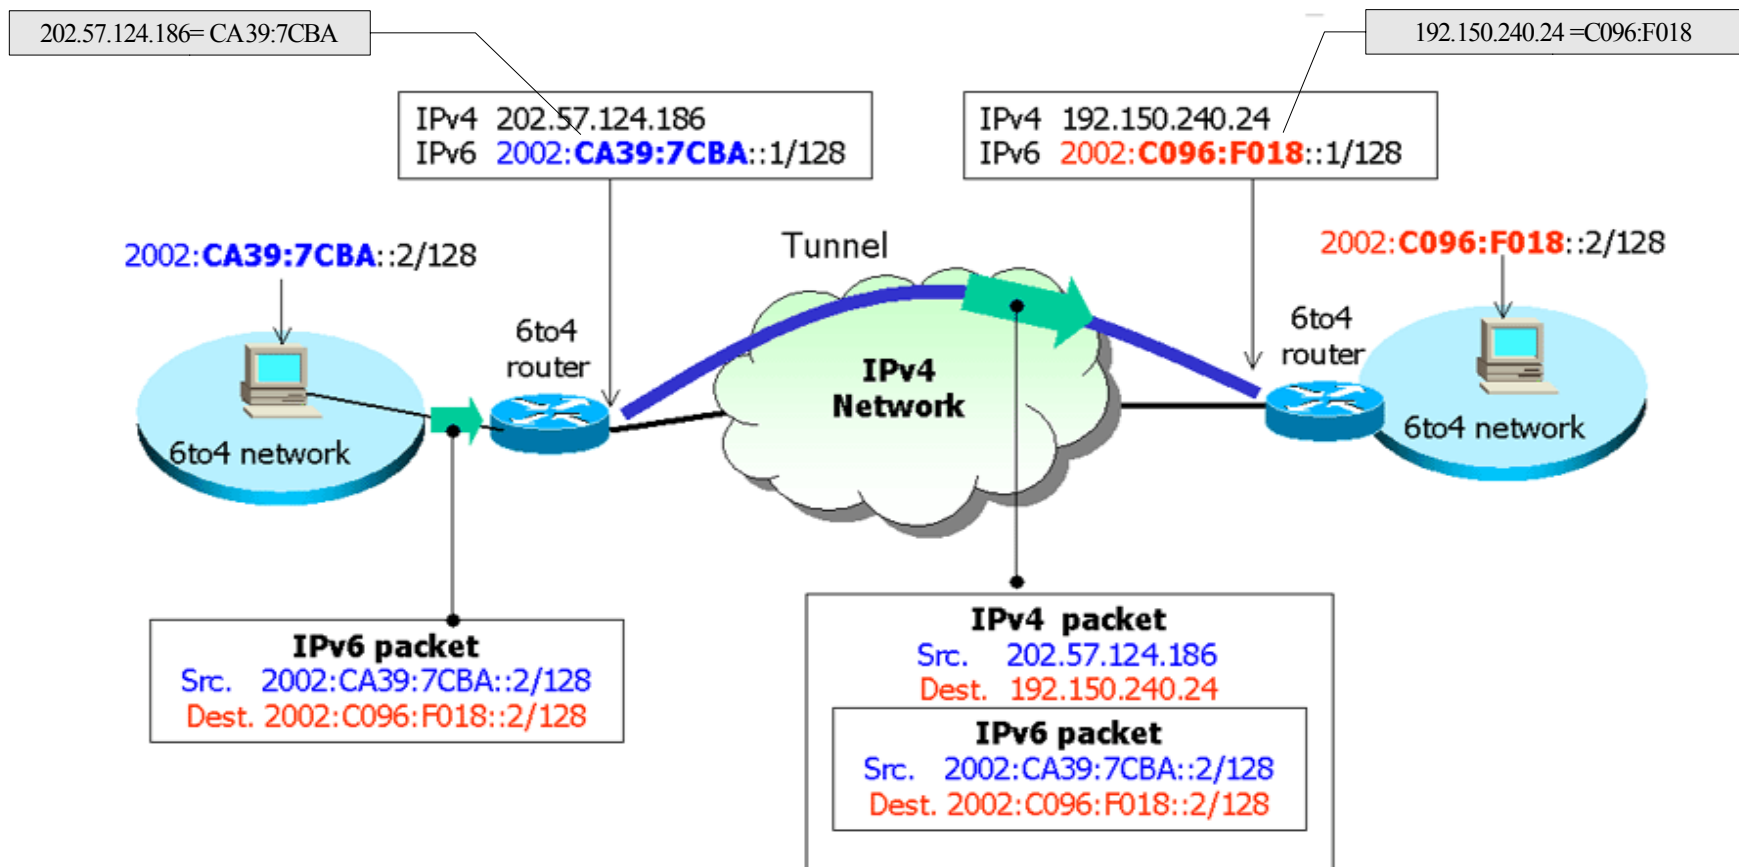 202.57.124.186= CA39:7CBA
192.150.240.24 =C096:F018
IPv4 202.57.124.186
IPv6 2002:CA39:7CBA::1/128
IPv4 192.150.240.24
IPv6 2002:C096:F018::1/128
2002:CA39:7CBA::2/128
Tunnel
2002:C096:F018::2/128
6to4
router
6to4
router
IPv4
Network
6to4 network
6to4 network
IPv6 packet
Src. 2002:CA39:7CBA::2/128
Dest. 2002:C096:F018::2/128
IPv4 packet
Src. 202.57.124.186
Dest. 192.150.240.24
IPv6 packet
Src. 2002:CA39:7CBA::2/128
Dest. 2002:C096:F018::2/128